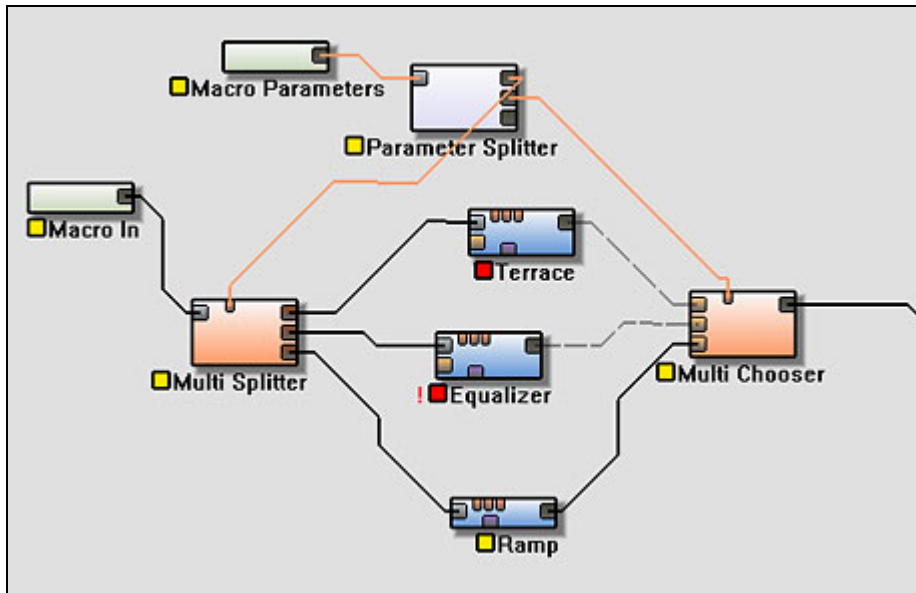 Macro Parameters
Parameter Splitter
Macro In
Terrace
Multi Splitter
! Equalizer
Multi Chooser
Ramp